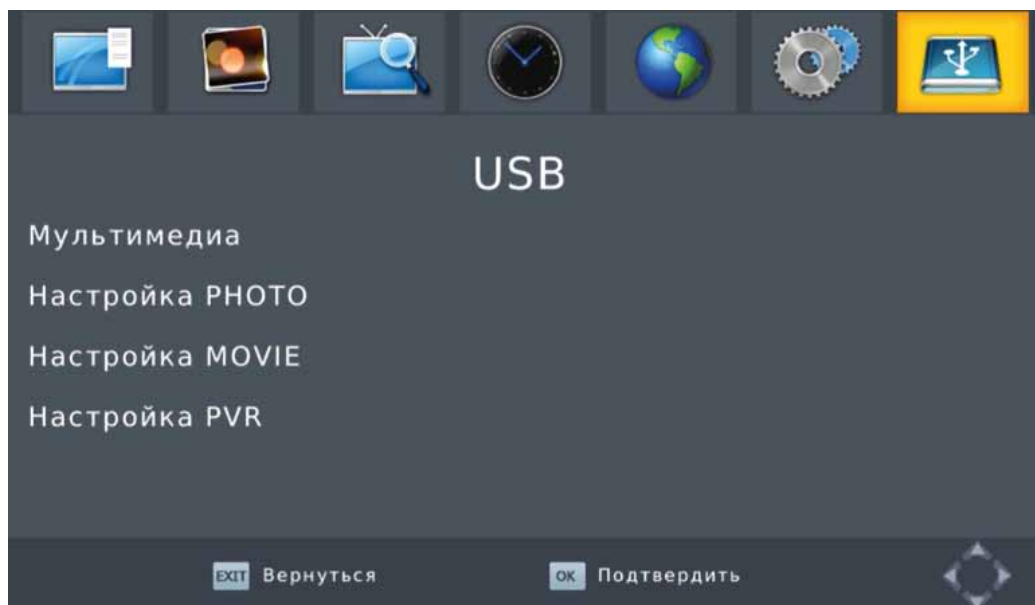 USB
Мультимедиа
Настройка PHOTO
Настройка MOVIE
Настройка PVR
EXIT Вернуться OK Подтвердить